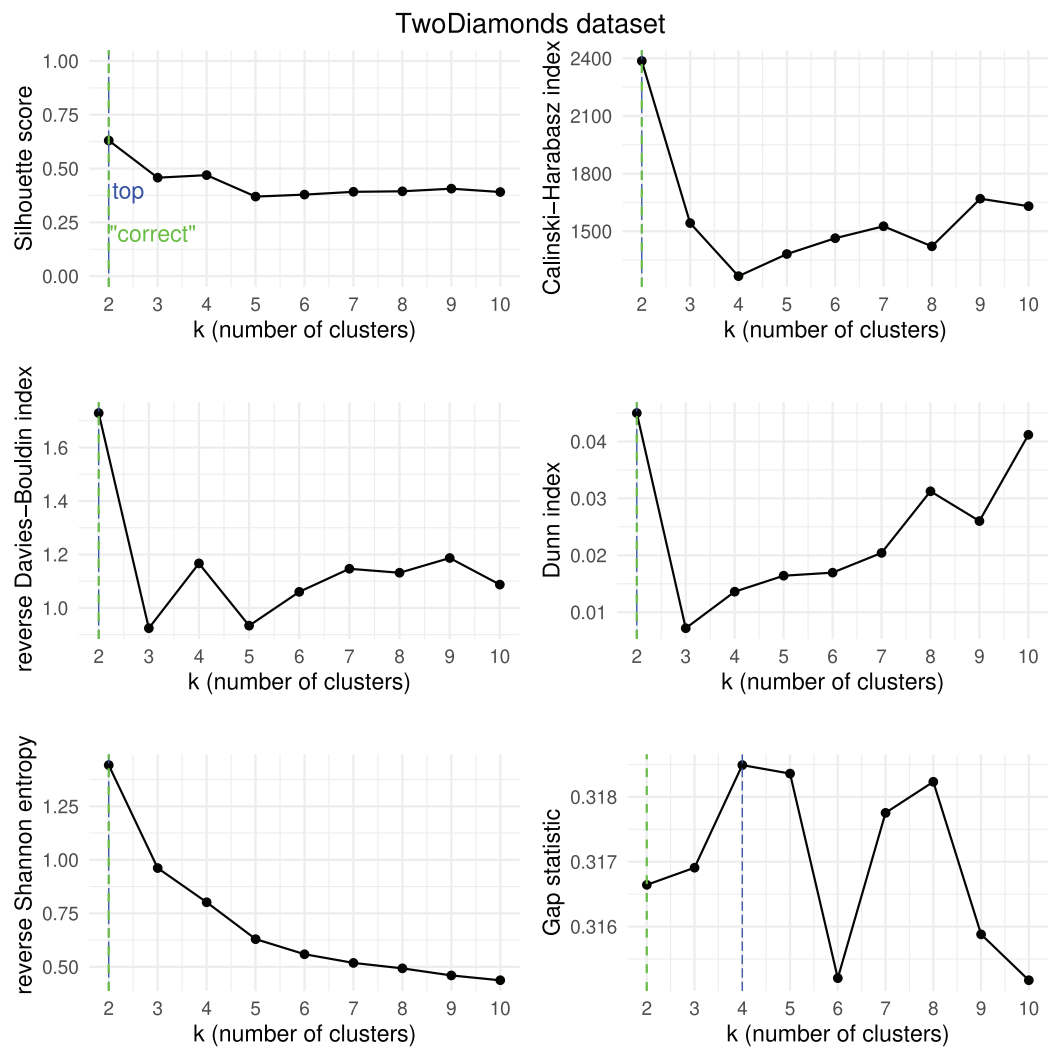 TwoDiamonds dataset
Silhouette score
1.00
0.75
0.50
0.25
0.00
top
"correct"
2 3 4 5 6 7 8 9 10
k (number of clusters)
Calinski−Harabasz index
2400
2100
1800
1500
2 3 4 5 6 7 8 9 10
k (number of clusters)
reverse Davies−Bouldin index
1.6
1.4
1.2
1.0
2 3 4 5 6 7 8 9 10
k (number of clusters)
Dunn index
0.04
0.03
0.02
0.01
2 3 4 5 6 7 8 9 10
k (number of clusters)
reverse Shannon entropy
1.25
1.00
0.75
0.50
2 3 4 5 6 7 8 9 10
k (number of clusters)
Gap statistic
0.318
0.317
0.316
2 3 4 5 6 7 8 9 10
k (number of clusters)